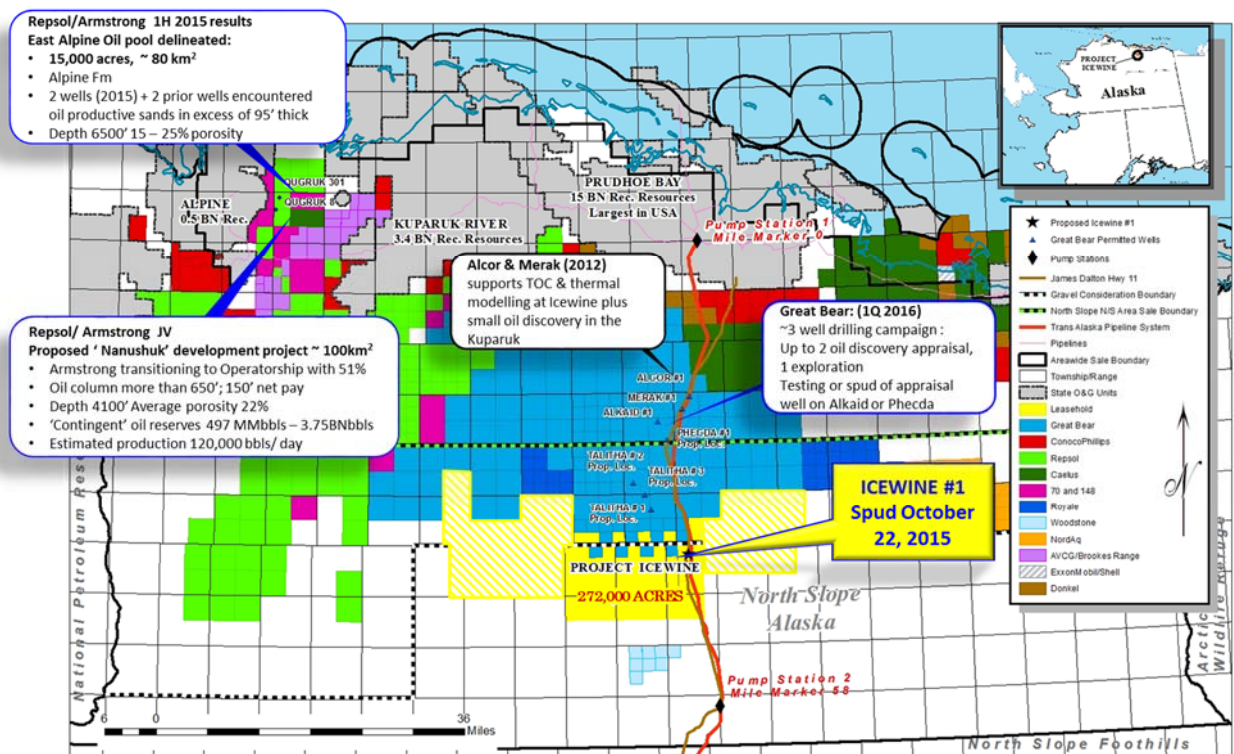 Repsol/Armstrong 1H 2015 results
East Alpine Oil pool delineated:
• 15,000 acres, ~ 80 km²
• Alpine Fm
• 2 wells (2015) + 2 prior wells encountered
oil productive sands in excess of 95' thick
• Depth 6500' 15 – 25% porosity
PROJECT
ICEWINE
Alaska
QUGRUK 301
QUGRUK 8
ALPINE
0.5 BN Rec.
PRUDHOE BAY
15 BN Rec. Resources
Largest in USA
KUPARUK RIVER
3.4 BN Rec. Resources
Pump Station 1
Mile Marker 0
Alcor & Merak (2012)
supports TOC & thermal
modelling at Icewine plus
small oil discovery in the
Kuparuk
Great Bear: (1Q 2016)
~3 well drilling campaign :
Up to 2 oil discovery appraisal,
1 exploration
Testing or spud of appraisal
well on Alkaid or Phecda
Repsol/ Armstrong JV
Proposed ' Nanushuk' development project ~ 100km²
• Armstrong transitioning to Operatorship with 51%
• Oil column more than 650'; 150' net pay
• Depth 4100' Average porosity 22%
• 'Contingent' oil reserves 497 MMbbls – 3.75BNbbls
• Estimated production 120,000 bbls/ day
Proposed Icewine #1
Great Bear Permitted Wells
Pump Stations
James Dalton Hwy 11
Gravel Consideration Boundary
North Slope N/S Area Sale Boundary
Trans Alaska Pipeline System
Pipelines
Areawide Sale Boundary
Township/Range
State O&G Units
Leasehold
Great Bear
ConocoPhillips
Repsol
Caelus
70 and 148
Royale
Woodstone
NordAq
AVCG/Brookes Range
ExxonMobil/Shell
Donkel
N
MERAK #1
ALKAID #1
Prop. Loc.
TALITHA # 2
Prop. Loc.
TALITHA # 3
Prop. Loc.
TALITHA # 1
Prop. Loc.
ICEWINE #1
Spud October
22, 2015
PROJECT ICEWINE
272,000 ACRES
North Slope
Alaska
Pump Station 2
Mile Marker 58
6 0 36
Miles
National Petroleum
Arctic
Wildlife Refuge
North Slope Foothills